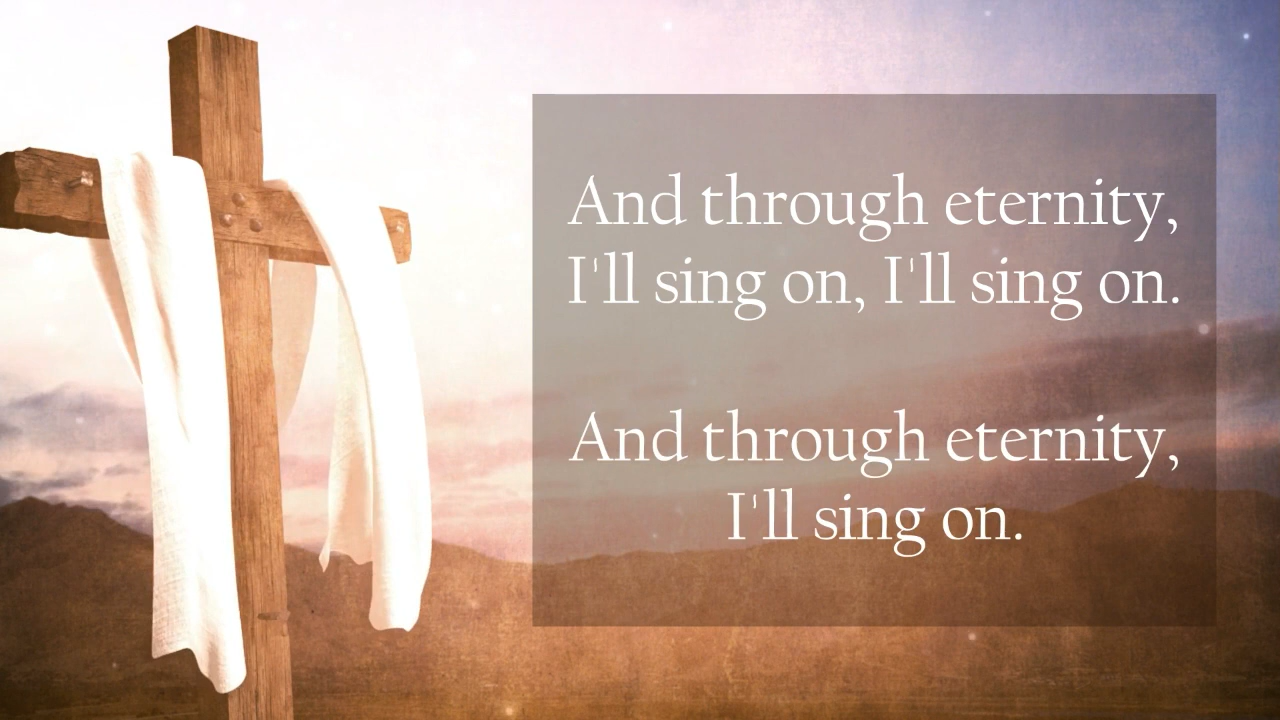 And through eternity,
I'll sing on, I'll sing on.
And through eternity,
I'll sing on.